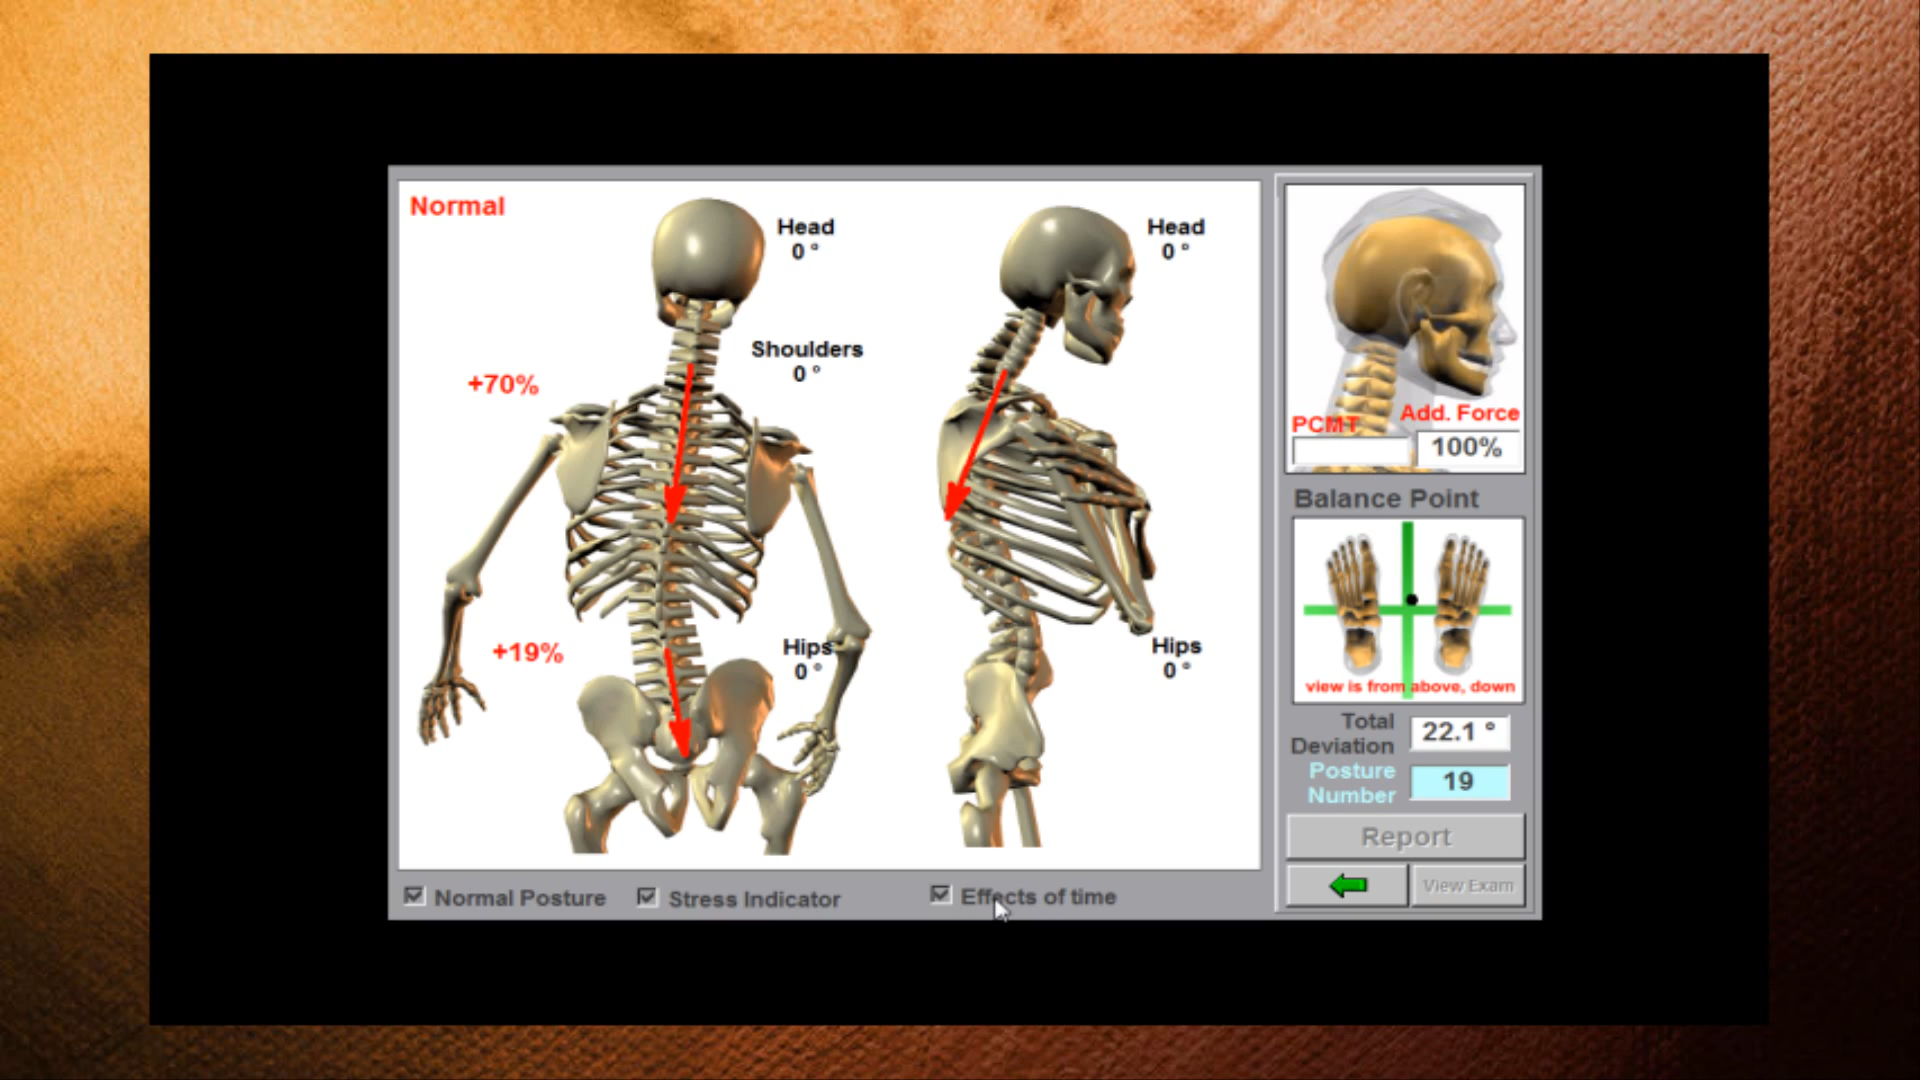 Normal
Head
0 °
Head
0 °
Shoulders
0 °
+70%
+19%
Hips
0 °
Hips
0 °
Normal Posture
Stress Indicator
Effects of time
PCMT
Add. Force
100%
Balance Point
view is from above, down
Total
Deviation
22.1 °
Posture
Number
19
Report
View Exam